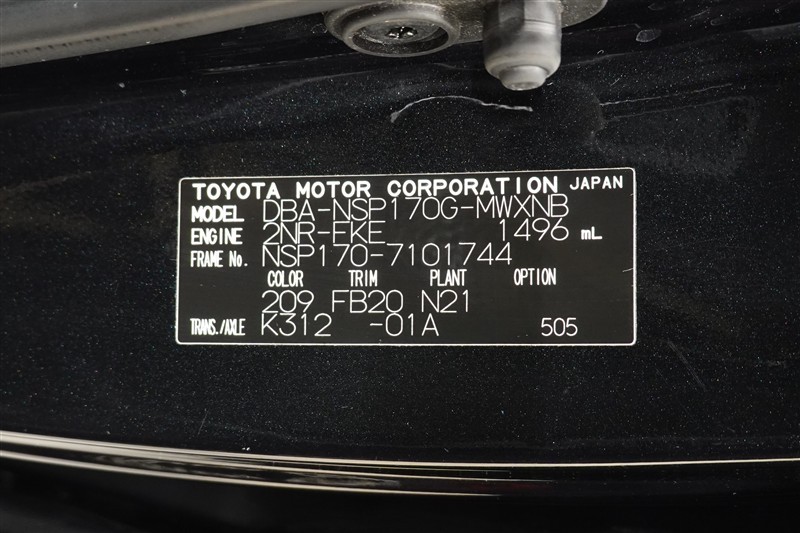 TOYOTA MOTOR CORPORATION JAPAN
MODEL DBA-NSP170G-MWXNB
ENGINE 2NR-FKE 1496 mL
FRAME No. NSP170-7101744
COLOR TRIM PLANT OPTION
209 FB20 N21
TRANS./AXLE K312 -01A 505